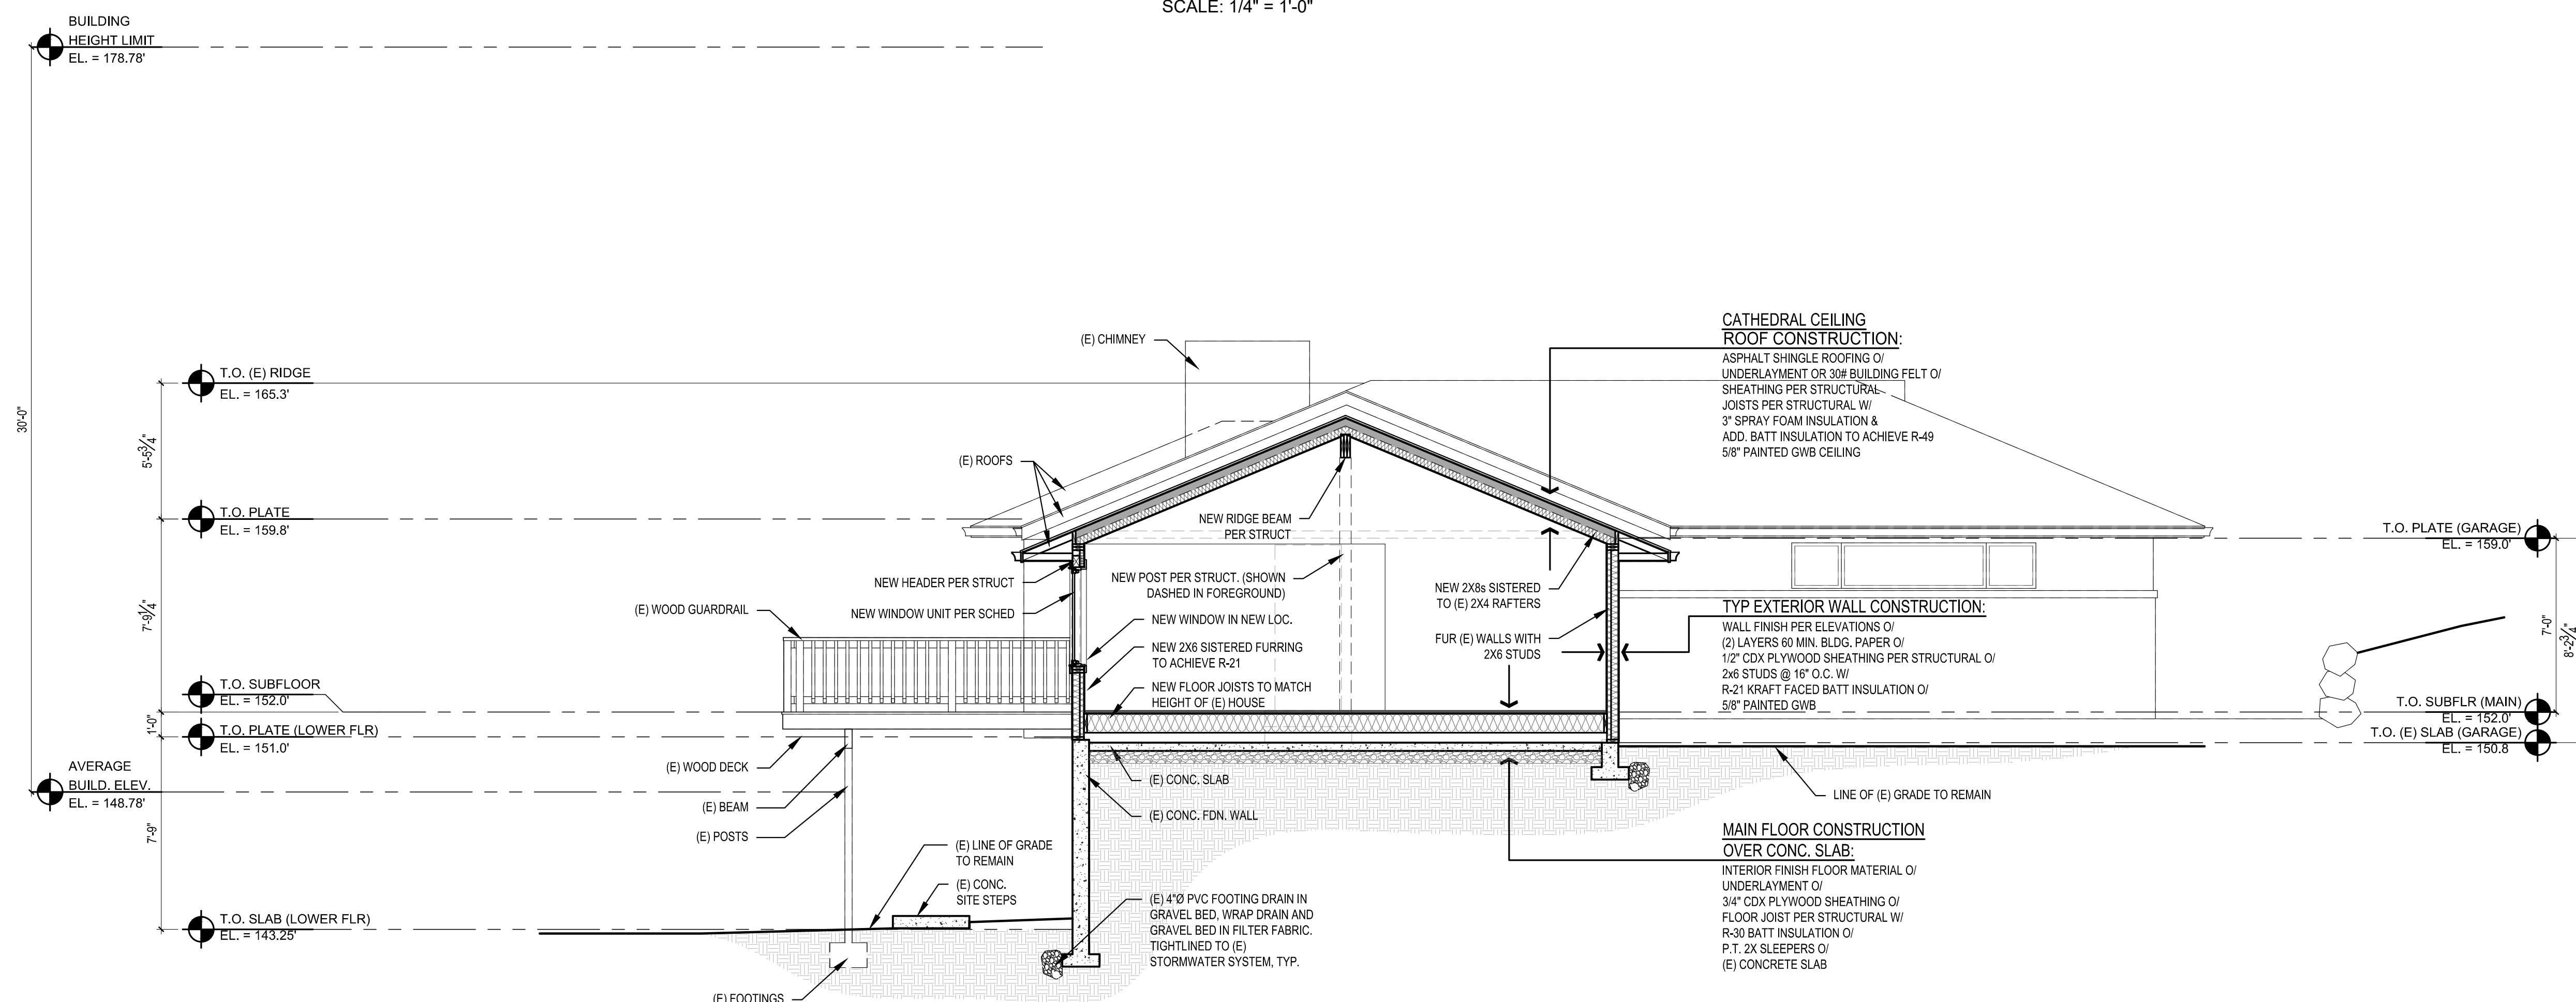 SCALE: 1/4" = 1'-0"
BUILDING
HEIGHT LIMIT
EL. = 178.78'
T.O. (E) RIDGE
EL. = 165.3'
T.O. PLATE
EL. = 159.8'
T.O. SUBFLOOR
EL. = 152.0'
T.O. PLATE (LOWER FLR)
EL. = 151.0'
AVERAGE
BUILD. ELEV.
EL. = 148.78'
T.O. SLAB (LOWER FLR)
EL. = 143.25'
30'-0"
5'-5 3/4"
7'-9 1/4"
1'-0"
7'-9"
(E) CHIMNEY
(E) ROOFS
NEW HEADER PER STRUCT
NEW WINDOW UNIT PER SCHED
(E) WOOD GUARDRAIL
(E) WOOD DECK
(E) BEAM
(E) POSTS
(E) LINE OF GRADE
TO REMAIN
(E) CONC.
SITE STEPS
(E) FOOTINGS
NEW RIDGE BEAM
PER STRUCT
NEW POST PER STRUCT. (SHOWN
DASHED IN FOREGROUND)
NEW WINDOW IN NEW LOC.
NEW 2X6 SISTERED FURRING
TO ACHIEVE R-21
NEW FLOOR JOISTS TO MATCH
HEIGHT OF (E) HOUSE
(E) CONC. SLAB
(E) CONC. FDN. WALL
(E) 4"Ø PVC FOOTING DRAIN IN
GRAVEL BED, WRAP DRAIN AND
GRAVEL BED IN FILTER FABRIC.
TIGHTLINED TO (E)
STORMWATER SYSTEM, TYP.
NEW 2X8s SISTERED
TO (E) 2X4 RAFTERS
FUR (E) WALLS WITH
2X6 STUDS
CATHEDRAL CEILING
ROOF CONSTRUCTION:
ASPHALT SHINGLE ROOFING O/
UNDERLAYMENT OR 30# BUILDING FELT O/
SHEATHING PER STRUCTURAL
JOISTS PER STRUCTURAL W/
3" SPRAY FOAM INSULATION &
ADD. BATT INSULATION TO ACHIEVE R-49
5/8" PAINTED GWB CEILING
TYP EXTERIOR WALL CONSTRUCTION:
WALL FINISH PER ELEVATIONS O/
(2) LAYERS 60 MIN. BLDG. PAPER O/
1/2" CDX PLYWOOD SHEATHING PER STRUCTURAL O/
2x6 STUDS @ 16" O.C. W/
R-21 KRAFT FACED BATT INSULATION O/
5/8" PAINTED GWB
LINE OF (E) GRADE TO REMAIN
MAIN FLOOR CONSTRUCTION
OVER CONC. SLAB:
INTERIOR FINISH FLOOR MATERIAL O/
UNDERLAYMENT O/
3/4" CDX PLYWOOD SHEATHING O/
FLOOR JOIST PER STRUCTURAL W/
R-30 BATT INSULATION O/
P.T. 2X SLEEPERS O/
(E) CONCRETE SLAB
T.O. PLATE (GARAGE)
EL. = 159.0'
T.O. SUBFLR (MAIN)
EL. = 152.0'
T.O. (E) SLAB (GARAGE)
EL. = 150.8
7'-0"
8'-2 3/4"